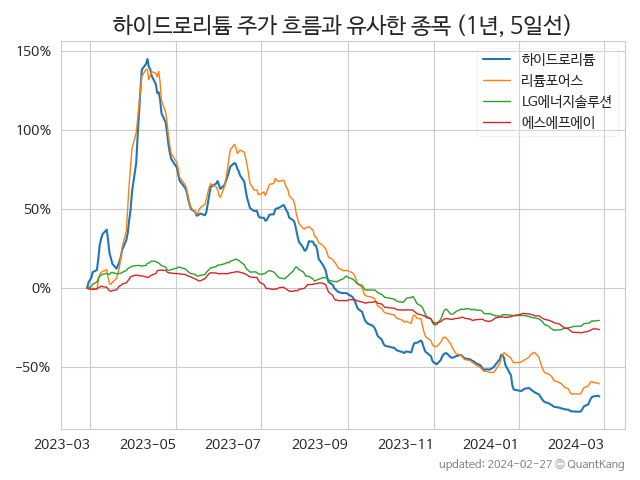 하이드로리튬 주가 흐름과 유사한 종목 (1년, 5일선)
하이드로리튬
리튬포어스
LG에너지솔루션
에스에프에이
150%
100%
50%
0%
−50%
2023-03 2023-05 2023-07 2023-09 2023-11 2024-01 2024-03
updated: 2024-02-27 © QuantKang